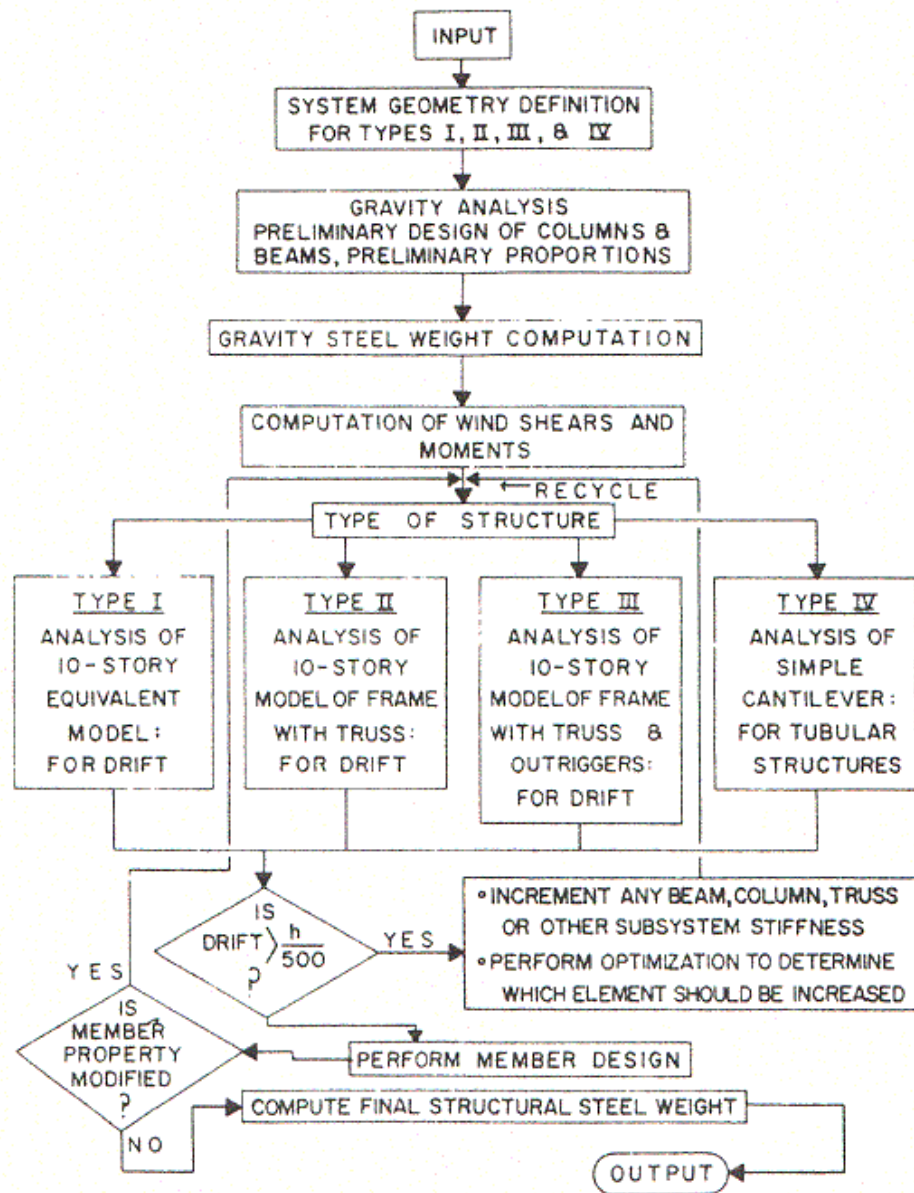 INPUT
SYSTEM GEOMETRY DEFINITION
FOR TYPES I, II, III, & IV
GRAVITY ANALYSIS
PRELIMINARY DESIGN OF COLUMNS &
BEAMS, PRELIMINARY PROPORTIONS
GRAVITY STEEL WEIGHT COMPUTATION
COMPUTATION OF WIND SHEARS AND
MOMENTS
←RECYCLE
TYPE OF STRUCTURE
TYPE I
ANALYSIS OF
10-STORY
EQUIVALENT
MODEL:
FOR DRIFT
TYPE II
ANALYSIS OF
10-STORY
MODEL OF FRAME
WITH TRUSS:
FOR DRIFT
TYPE III
ANALYSIS OF
10-STORY
MODEL OF FRAME
WITH TRUSS &
OUTRIGGERS:
FOR DRIFT
TYPE IV
ANALYSIS OF
SIMPLE
CANTILEVER:
FOR TUBULAR
STRUCTURES
IS
DRIFT > h/500
?
YES
• INCREMENT ANY BEAM, COLUMN, TRUSS
OR OTHER SUBSYSTEM STIFFNESS
• PERFORM OPTIMIZATION TO DETERMINE
WHICH ELEMENT SHOULD BE INCREASED
PERFORM MEMBER DESIGN
YES
IS
MEMBER
PROPERTY
MODIFIED
?
NO
COMPUTE FINAL STRUCTURAL STEEL WEIGHT
OUTPUT